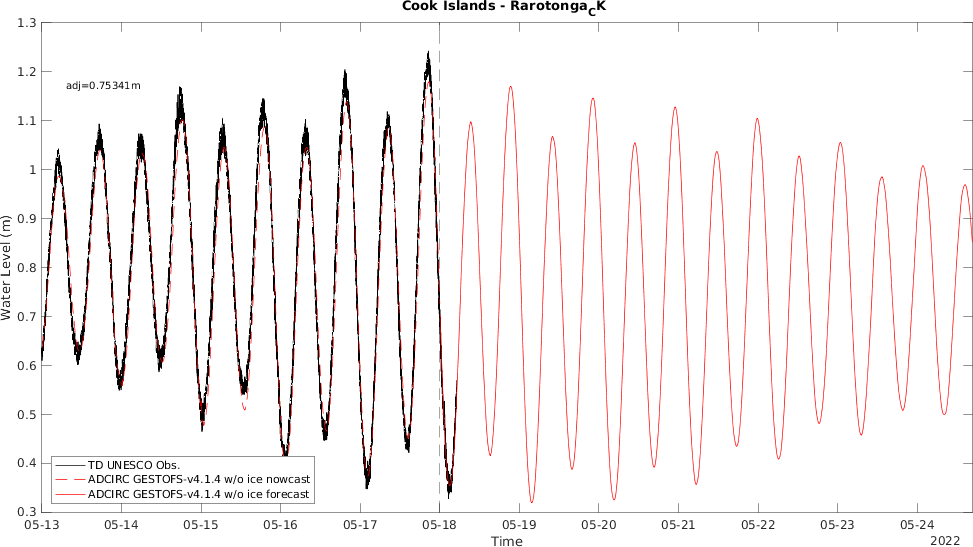 Cook Islands - Rarotonga_CK
1.3
1.2
1.1
1
0.9
0.8
0.7
0.6
0.5
0.4
0.3
Water Level (m)
adj=0.75341m
TD UNESCO Obs.
ADCIRC GESTOFS-v4.1.4 w/o ice nowcast
ADCIRC GESTOFS-v4.1.4 w/o ice forecast
05-13 05-14 05-15 05-16 05-17 05-18 05-19 05-20 05-21 05-22 05-23 05-24
Time
2022